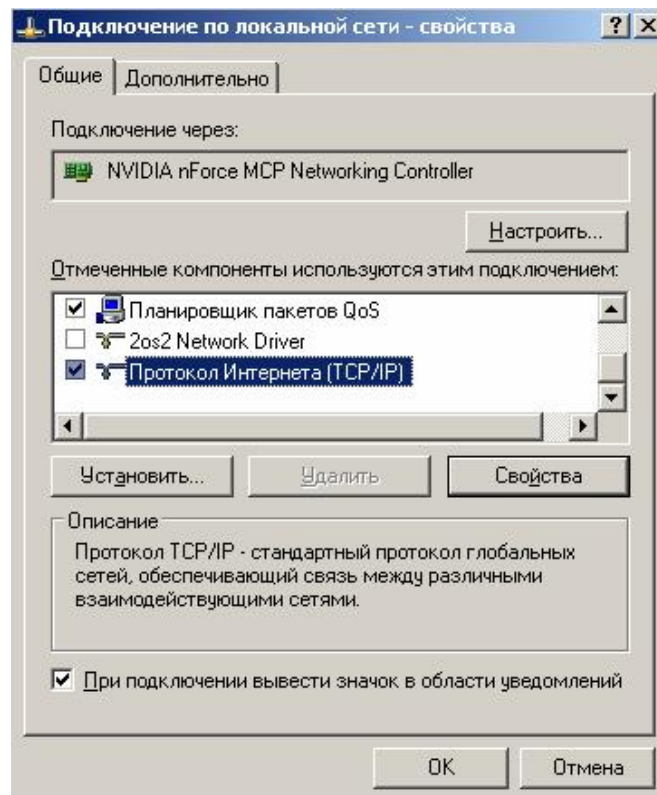 Подключение по локальной сети - свойства
Общие
Дополнительно
Подключение через:
NVIDIA nForce MCP Networking Controller
Настроить...
Отмеченные компоненты используются этим подключением:
Планировщик пакетов QoS
2os2 Network Driver
Протокол Интернета (TCP/IP)
Установить...
Удалить
Свойства
Описание
Протокол TCP/IP - стандартный протокол глобальных
сетей, обеспечивающий связь между различными
взаимодействующими сетями.
При подключении вывести значок в области уведомлений
OK
Отмена